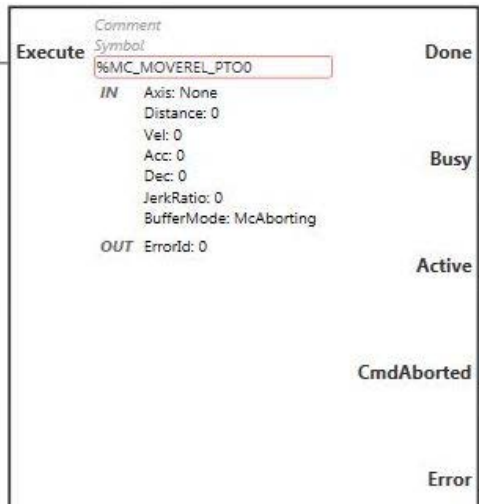 Comment
Execute Symbol Done
%MC_MOVEREL_PTO0
IN Axis: None
Distance: 0
Vel: 0
Acc: 0 Busy
Dec: 0
JerkRatio: 0
BufferMode: McAborting
OUT ErrorId: 0
Active
CmdAborted
Error